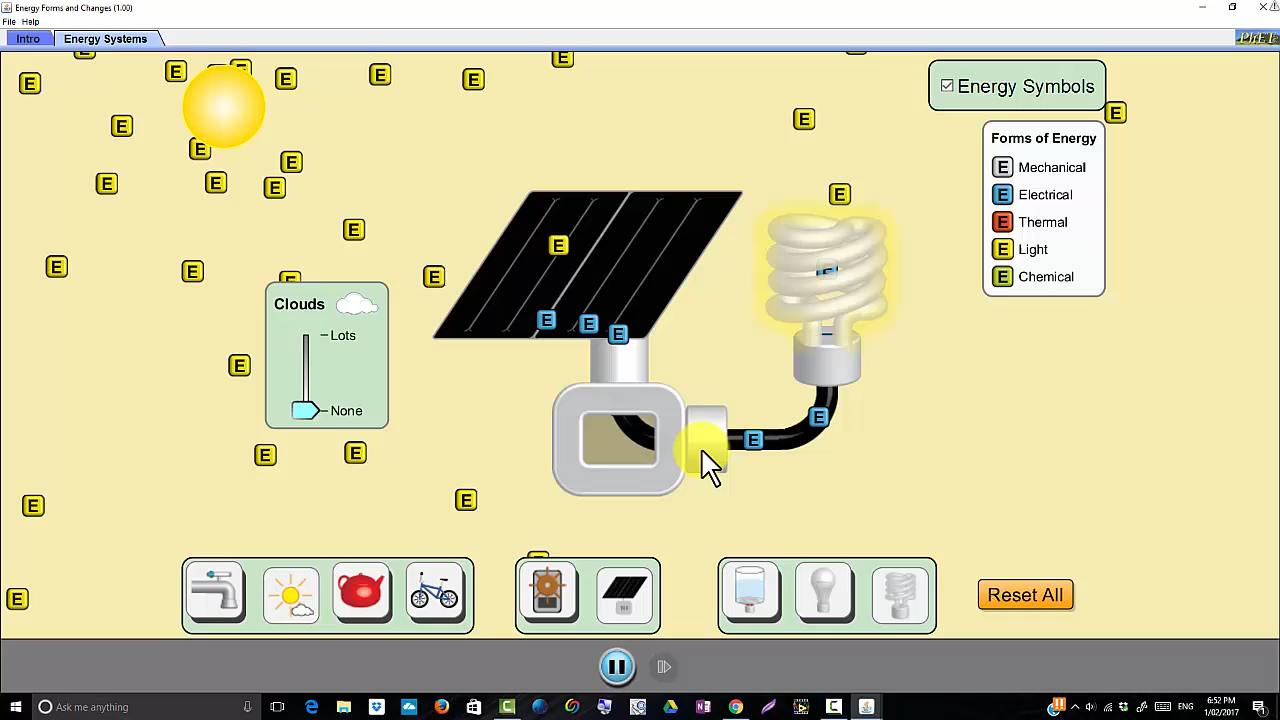 Energy Forms and Changes (1.00)
File Help
Intro
Energy Systems
PhET
Energy Symbols
Forms of Energy
E Mechanical
E Electrical
E Thermal
E Light
E Chemical
Clouds
Lots
None
Reset All
Ask me anything
ENG
6:52 PM
1/02/2017